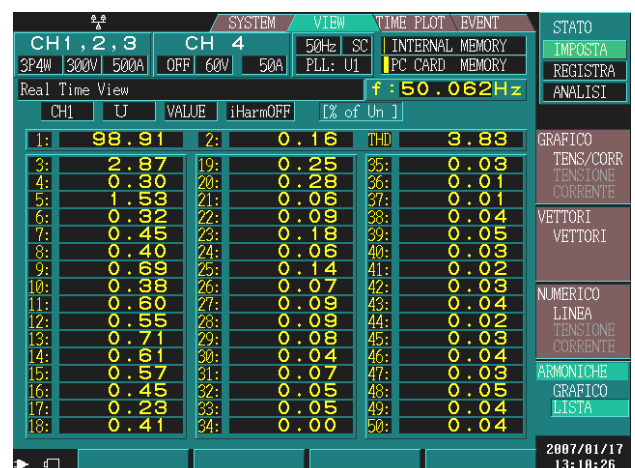 SYSTEM VIEW TIME PLOT EVENT
CH1,2,3 CH 4 50Hz SC INTERNAL MEMORY
3P4W 300V 500A OFF 60V 50A PLL: U1 PC CARD MEMORY
Real Time View f:50.062Hz
CH1 U VALUE iHarmOFF [% of Un ]
1: 98.91 2: 0.16 THD 3.83
3: 2.87 19: 0.25 35: 0.03
4: 0.30 20: 0.28 36: 0.01
5: 1.53 21: 0.06 37: 0.01
6: 0.32 22: 0.09 38: 0.04
7: 0.45 23: 0.18 39: 0.05
8: 0.40 24: 0.06 40: 0.03
9: 0.69 25: 0.14 41: 0.02
10: 0.38 26: 0.07 42: 0.03
11: 0.60 27: 0.09 43: 0.04
12: 0.55 28: 0.09 44: 0.02
13: 0.71 29: 0.08 45: 0.03
14: 0.61 30: 0.04 46: 0.04
15: 0.57 31: 0.07 47: 0.03
16: 0.45 32: 0.05 48: 0.05
17: 0.23 33: 0.05 49: 0.04
18: 0.41 34: 0.00 50: 0.04
STATO
IMPOSTA
REGISTRA
ANALISI
GRAFICO
TENS/CORR
TENSIONE
CORRENTE
VETTORI
VETTORI
NUMERICO
LINEA
TENSIONE
CORRENTE
ARMONICHE
GRAFICO
LISTA
2007/01/17
13:10:26